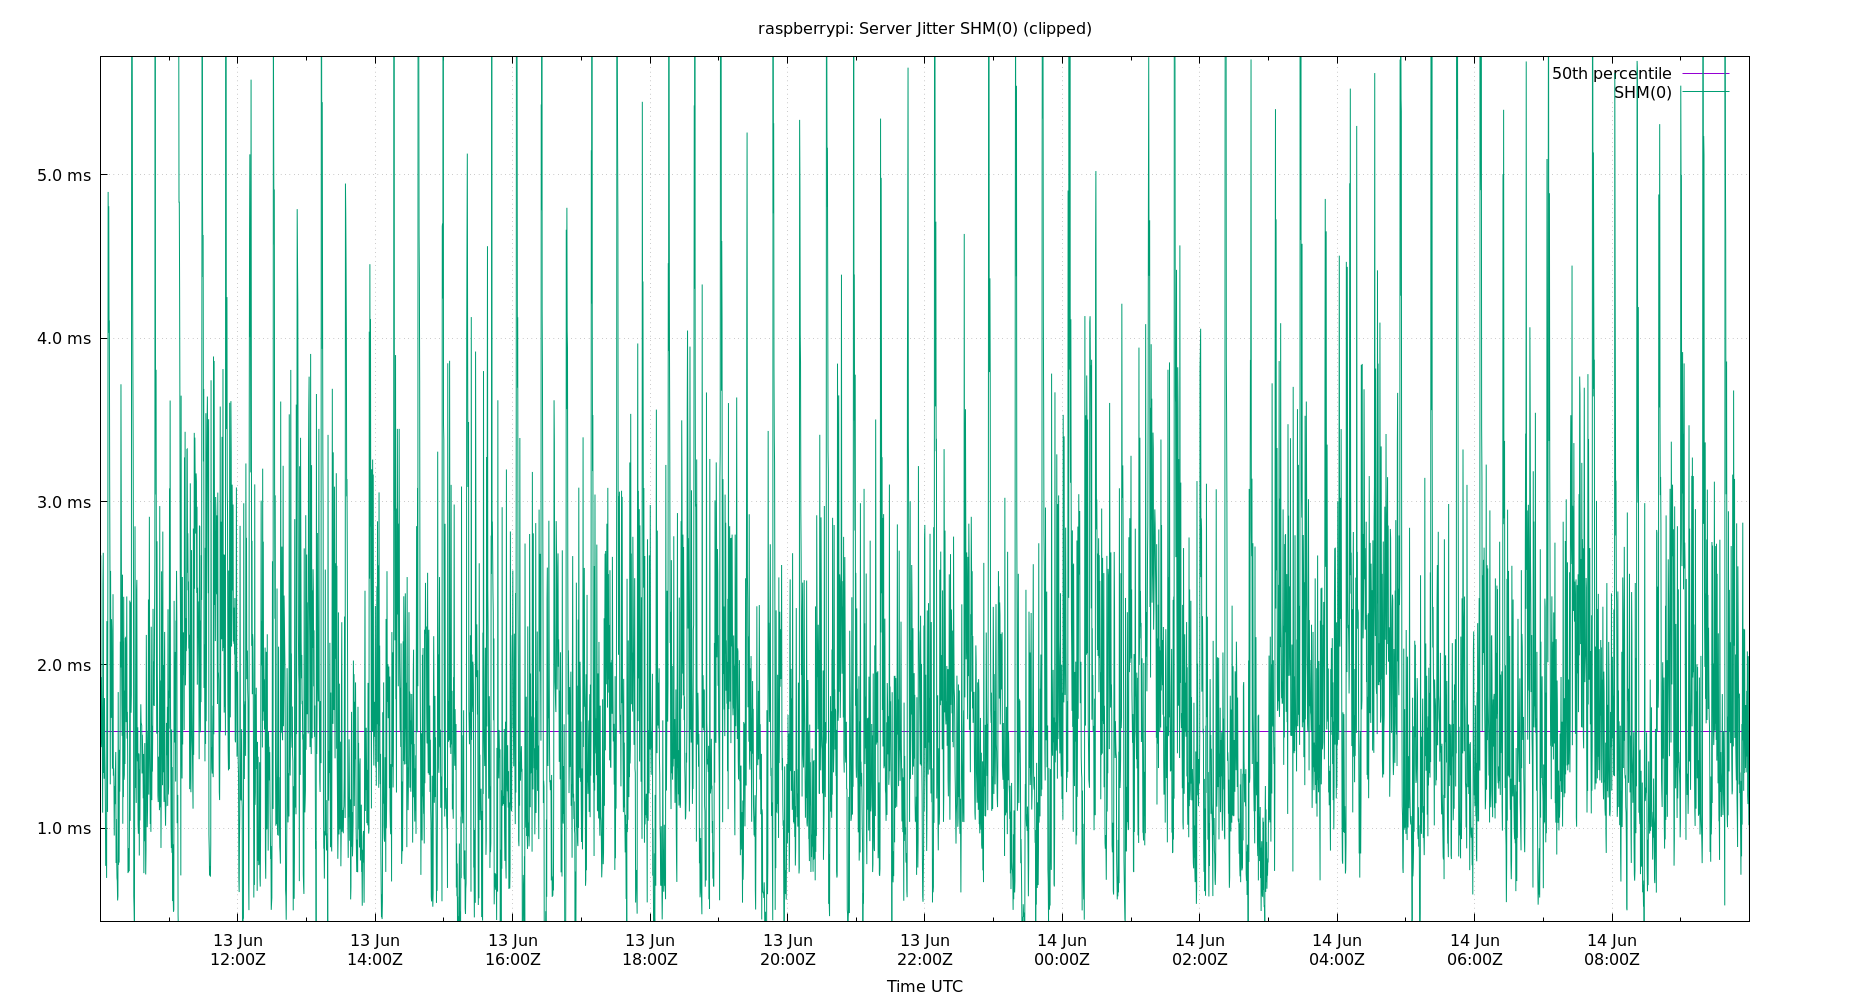 raspberrypi: Server Jitter SHM(0) (clipped)
50th percentile
SHM(0)
5.0 ms
4.0 ms
3.0 ms
2.0 ms
1.0 ms
13 Jun 13 Jun 13 Jun 13 Jun 13 Jun 13 Jun 14 Jun 14 Jun 14 Jun 14 Jun 14 Jun
12:00Z 14:00Z 16:00Z 18:00Z 20:00Z 22:00Z 00:00Z 02:00Z 04:00Z 06:00Z 08:00Z
Time UTC